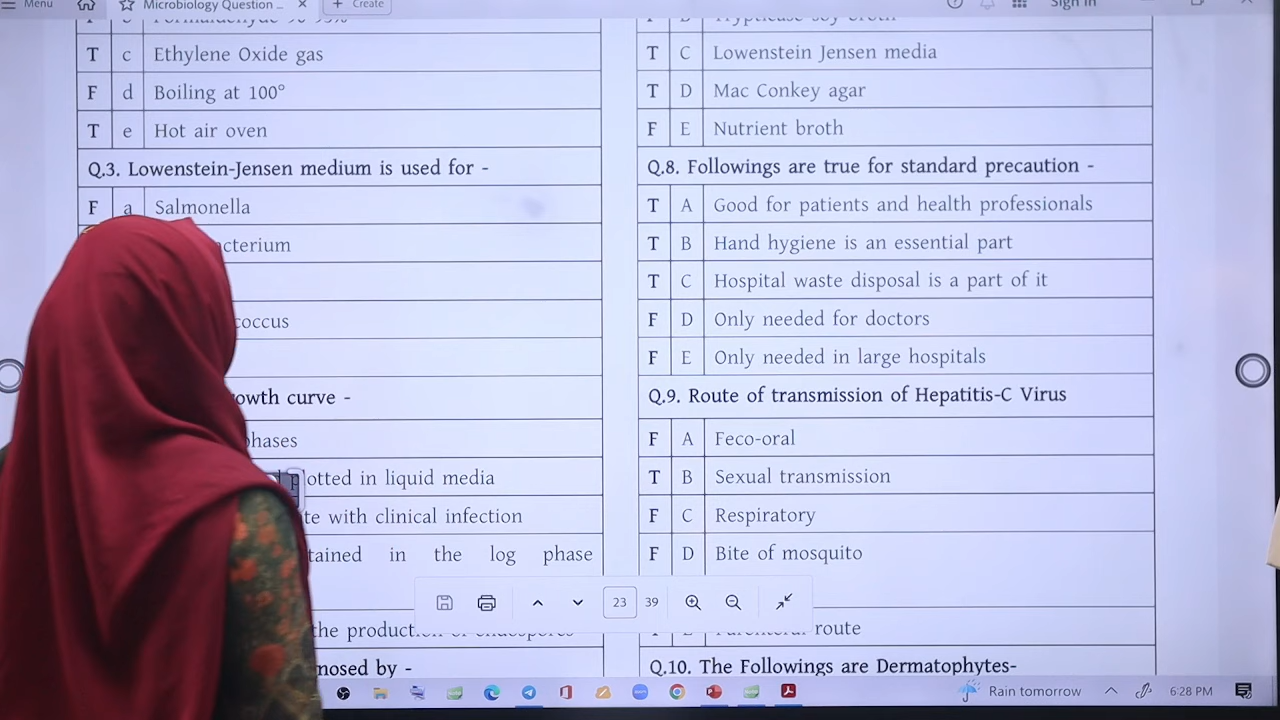 Menu
Microbiology Question ...
+ Create
Sign in
T c Ethylene Oxide gas
F d Boiling at 100°
T e Hot air oven
Q.3. Lowenstein-Jensen medium is used for -
F a Salmonella
cterium
coccus
owth curve -
phases
lotted in liquid media
te with clinical infection
tained in the log phase
the product
nosed by -
T C Lowenstein Jensen media
T D Mac Conkey agar
F E Nutrient broth
Q.8. Followings are true for standard precaution -
T A Good for patients and health professionals
T B Hand hygiene is an essential part
T C Hospital waste disposal is a part of it
F D Only needed for doctors
F E Only needed in large hospitals
Q.9. Route of transmission of Hepatitis-C Virus
F A Feco-oral
T B Sexual transmission
F C Respiratory
F D Bite of mosquito
route
Q.10. The Followings are Dermatophytes-
23 39
Rain tomorrow
6:28 PM